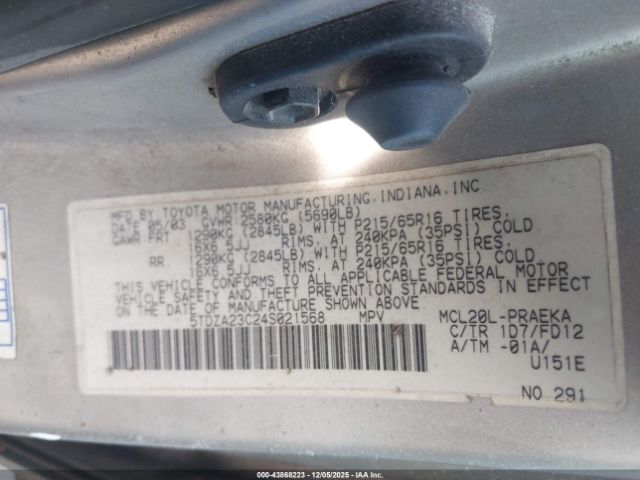 MFD BY TOYOTA MOTOR MANUFACTURING, INDIANA, INC.
DATE 05/03 GVWR 2580KG (5690LB)
GAWR FRT 1290KG (2845LB) WITH P215/65R16 TIRES,
16X6.5JJ RIMS, AT 240KPA (35PSI) COLD
RR 1290KG (2845LB) WITH P215/65R16 TIRES,
16X6.5JJ RIMS, AT 240KPA (35PSI) COLD.
THIS VEHICLE CONFORMS TO ALL APPLICABLE FEDERAL MOTOR
VEHICLE SAFETY AND THEFT PREVENTION STANDARDS IN EFFECT
ON THE DATE OF MANUFACTURE SHOWN ABOVE.
5TDZA23C24S021568 MPV MCL20L-PRAEKA
C/TR 1D7/FD12
A/TM -01A/
U151E
NO 291
000-43868223 - 12/05/2025 - IAA Inc.